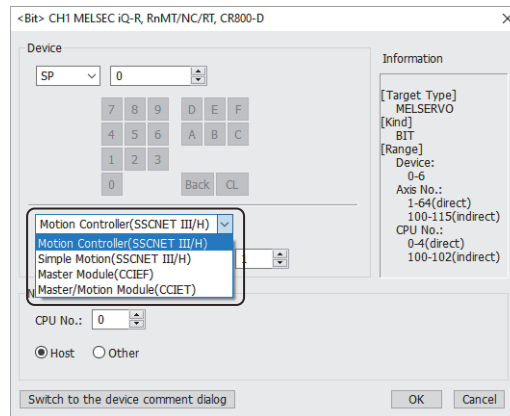 <Bit> CH1 MELSEC iQ-R, RnMT/NC/RT, CR800-D
Device
SP 0
7 8 9 D E F
4 5 6 A B C
1 2 3
0 Back CL
Motion Controller(SSCNET III/H)
Motion Controller(SSCNET III/H)
Simple Motion(SSCNET III/H)
Master Module(CCIEF)
Master/Motion Module(CCIET)
CPU No.: 0
Host Other
Switch to the device comment dialog
Information
[Target Type]
MELSERVO
[Kind]
BIT
[Range]
Device:
0-6
Axis No.:
1-64(direct)
100-115(indirect)
CPU No.:
0-4(direct)
100-102(indirect)
OK Cancel